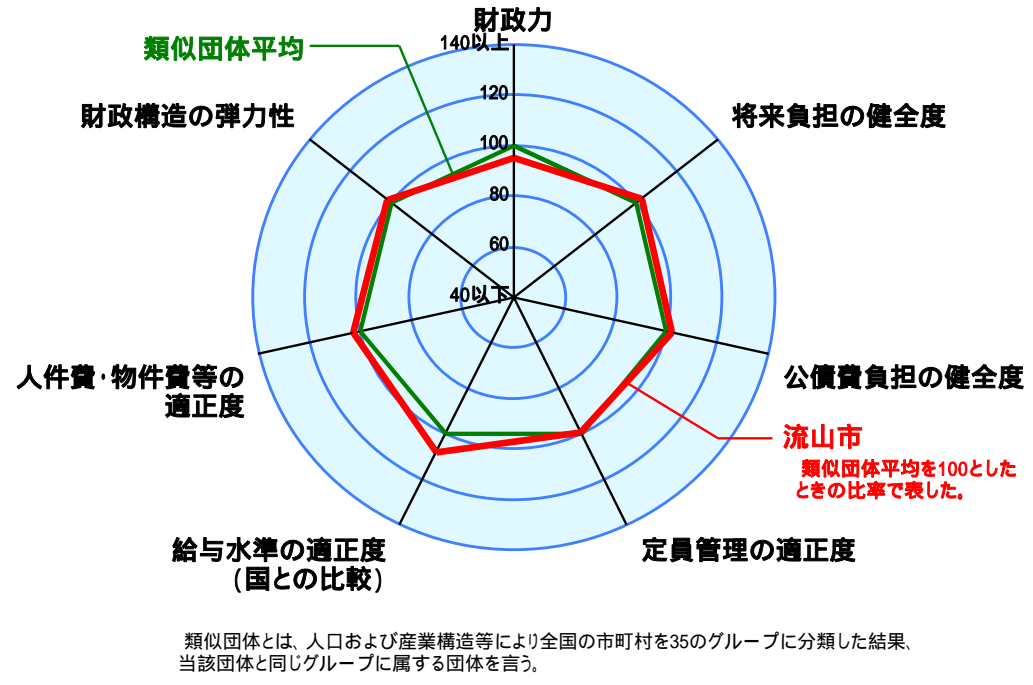 財政力
140以上
類似団体平均
120
財政構造の弾力性
将来負担の健全度
100
80
60
40以下
人件費・物件費等の
適正度
公債費負担の健全度
流山市
類似団体平均を100とした
ときの比率で表した。
給与水準の適正度
(国との比較)
定員管理の適正度
類似団体とは、人口および産業構造等により全国の市町村を35のグループに分類した結果、
当該団体と同じグループに属する団体を言う。